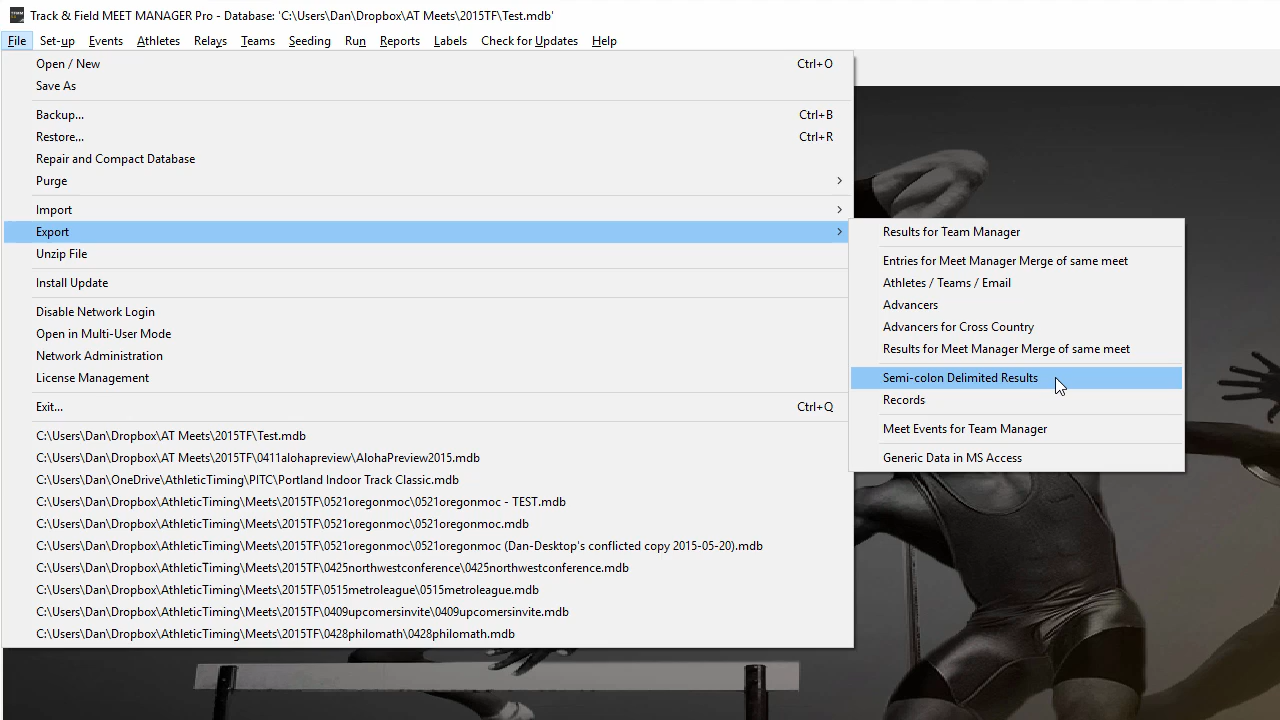 Track & Field MEET MANAGER Pro - Database: 'C:\Users\Dan\Dropbox\AT Meets\2015TF\Test.mdb'
File Set-up Events Athletes Relays Teams Seeding Run Reports Labels Check for Updates Help
Open / New Ctrl+O
Save As
Backup... Ctrl+B
Restore... Ctrl+R
Repair and Compact Database
Purge
Import
Export
Unzip File
Install Update
Disable Network Login
Open in Multi-User Mode
Network Administration
License Management
Exit... Ctrl+Q
C:\Users\Dan\Dropbox\AT Meets\2015TF\Test.mdb
C:\Users\Dan\Dropbox\AT Meets\2015TF\0411alohapreview\AlohaPreview2015.mdb
C:\Users\Dan\OneDrive\AthleticTiming\PITC\Portland Indoor Track Classic.mdb
C:\Users\Dan\Dropbox\AthleticTiming\Meets\2015TF\0521oregonmoc\0521oregonmoc - TEST.mdb
C:\Users\Dan\Dropbox\AthleticTiming\Meets\2015TF\0521oregonmoc\0521oregonmoc.mdb
C:\Users\Dan\Dropbox\AthleticTiming\Meets\2015TF\0521oregonmoc\0521oregonmoc (Dan-Desktop's conflicted copy 2015-05-20).mdb
C:\Users\Dan\Dropbox\AthleticTiming\Meets\2015TF\0425northwestconference\0425northwestconference.mdb
C:\Users\Dan\Dropbox\AthleticTiming\Meets\2015TF\0515metroleague\0515metroleague.mdb
C:\Users\Dan\Dropbox\AthleticTiming\Meets\2015TF\0409upcomersinvite\0409upcomersinvite.mdb
C:\Users\Dan\Dropbox\AthleticTiming\Meets\2015TF\0428philomath\0428philomath.mdb
Results for Team Manager
Entries for Meet Manager Merge of same meet
Athletes / Teams / Email
Advancers
Advancers for Cross Country
Results for Meet Manager Merge of same meet
Semi-colon Delimited Results
Records
Meet Events for Team Manager
Generic Data in MS Access